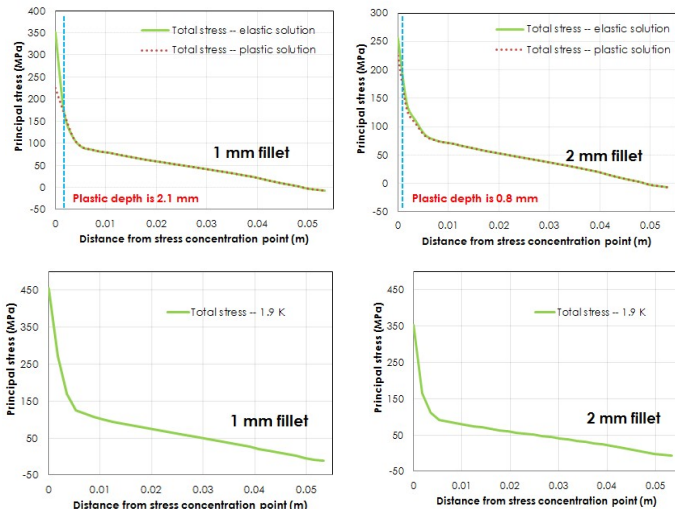 400
350
300
250
200
150
100
50
0
-50
Principal stress (MPa)
Total stress -- elastic solution
Total stress -- plastic solution
1 mm fillet
Plastic depth is 2.1 mm
0 0.01 0.02 0.03 0.04 0.05
Distance from stress concentration point (m)
300
250
200
150
100
50
0
-50
Principal stress (MPa)
Total stress -- elastic solution
Total stress -- plastic solution
2 mm fillet
Plastic depth is 0.8 mm
0 0.01 0.02 0.03 0.04 0.05
Distance from stress concentration point (m)
450
350
250
150
50
-50
Principal stress (MPa)
Total stress -- 1.9 K
1 mm fillet
0 0.01 0.02 0.03 0.04 0.05
Distance from stress concentration point (m)
450
350
250
150
50
-50
Principal stress (MPa)
Total stress -- 1.9 K
2 mm fillet
0 0.01 0.02 0.03 0.04 0.05
Distance from stress concentration point (m)